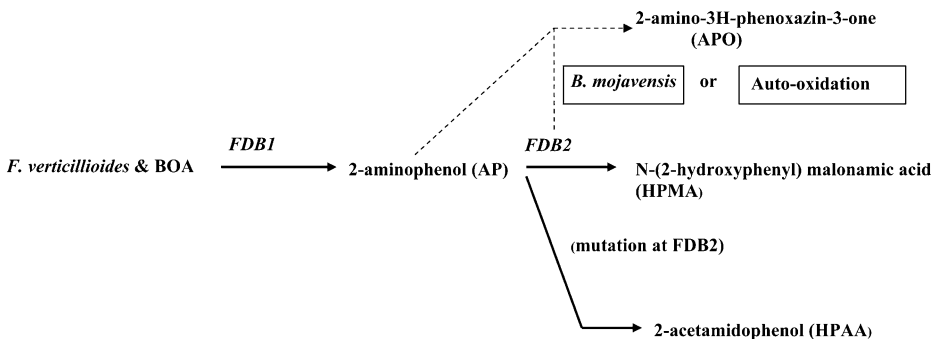 2-amino-3H-phenoxazin-3-one
(APO)
B. mojavensis or Auto-oxidation
FDB1 FDB2
F. verticillioides & BOA 2-aminophenol (AP) N-(2-hydroxyphenyl) malonamic acid
(HPMA)
(mutation at FDB2)
2-acetamidophenol (HPAA)